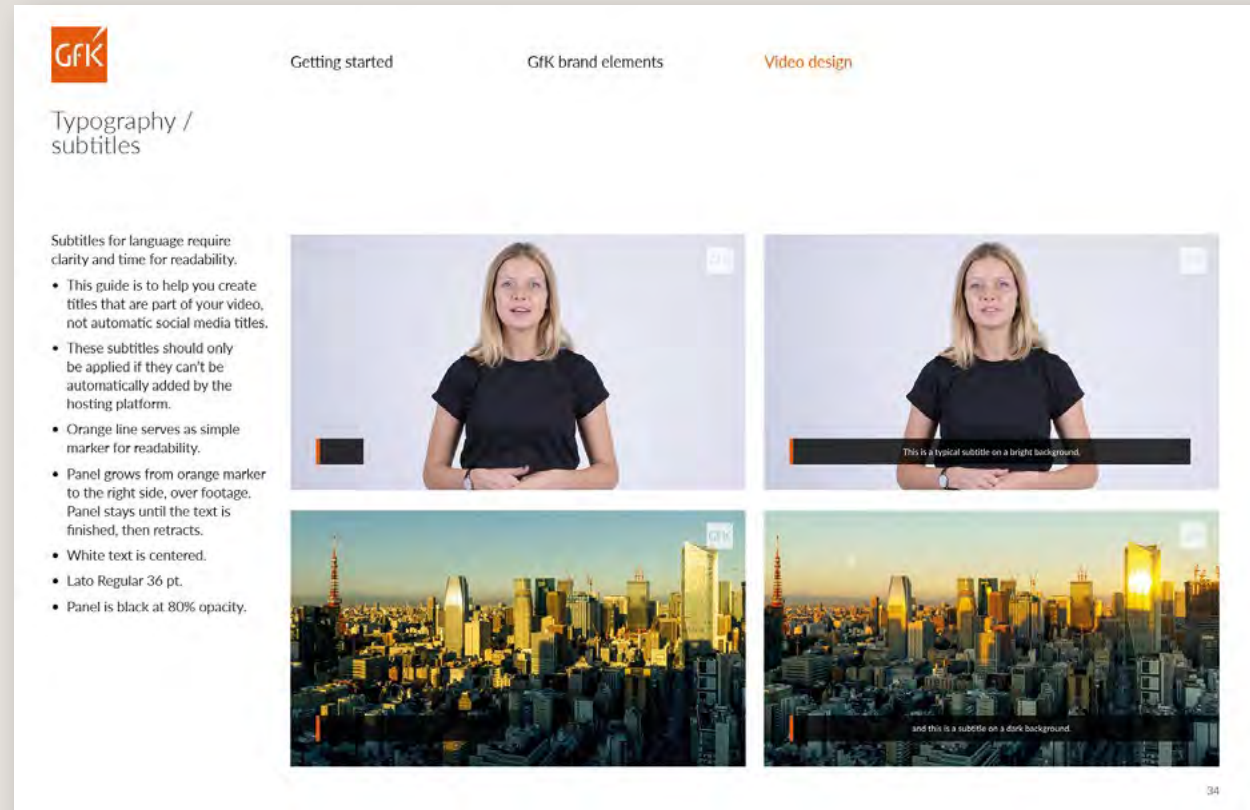 GfK
Getting started
GfK brand elements
Video design
Typography /
subtitles
Subtitles for language require
clarity and time for readability.
• This guide is to help you create
titles that are part of your video,
not automatic social media titles.
• These subtitles should only
be applied if they can't be
automatically added by the
hosting platform.
• Orange line serves as simple
marker for readability.
• Panel grows from orange marker
to the right side, over footage.
Panel stays until the text is
finished, then retracts.
• White text is centered.
• Lato Regular 36 pt.
• Panel is black at 80% opacity.
GfK
GfK
This is a typical subtitle on a bright background,
GfK
GfK
and this is a subtitle on a dark background.
34